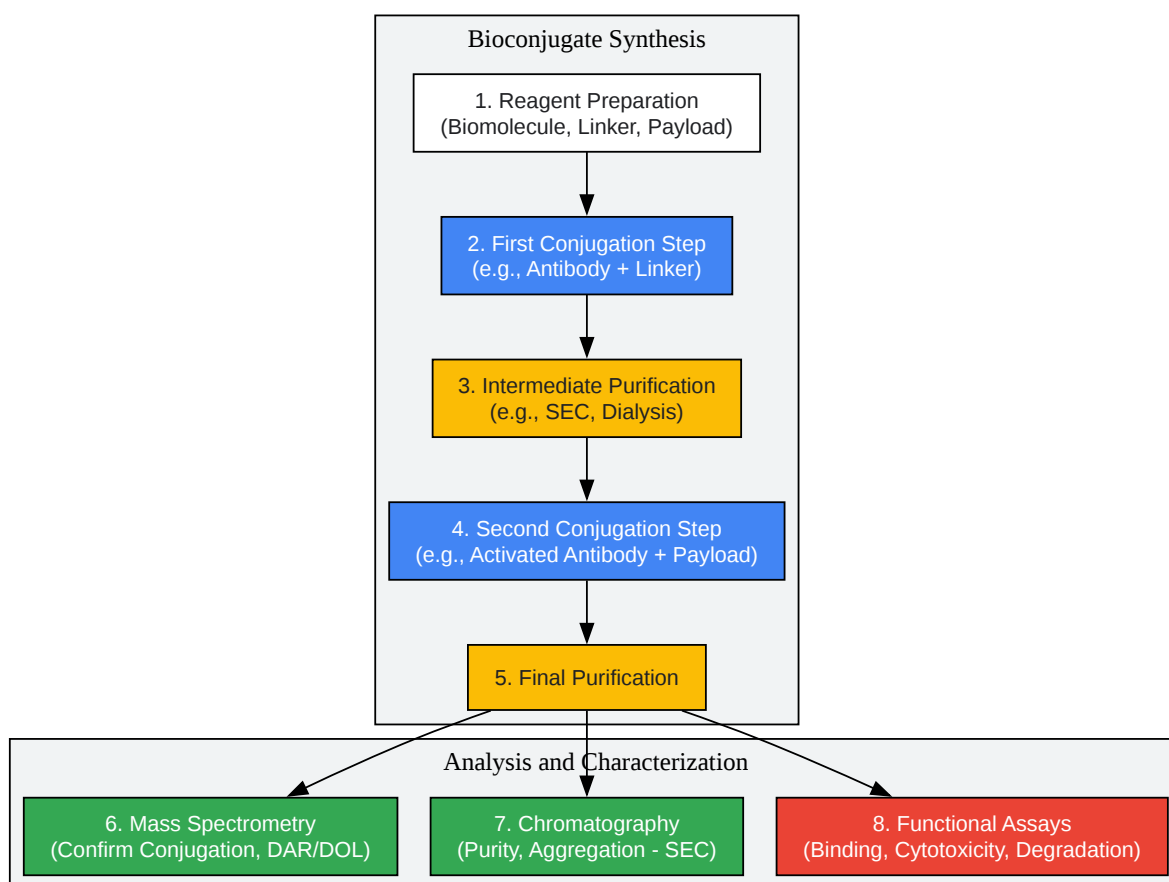 Bioconjugate Synthesis
1. Reagent Preparation
(Biomolecule, Linker, Payload)
2. First Conjugation Step
(e.g., Antibody + Linker)
3. Intermediate Purification
(e.g., SEC, Dialysis)
4. Second Conjugation Step
(e.g., Activated Antibody + Payload)
5. Final Purification
Analysis and Characterization
6. Mass Spectrometry
(Confirm Conjugation, DAR/DOL)
7. Chromatography
(Purity, Aggregation - SEC)
8. Functional Assays
(Binding, Cytotoxicity, Degradation)